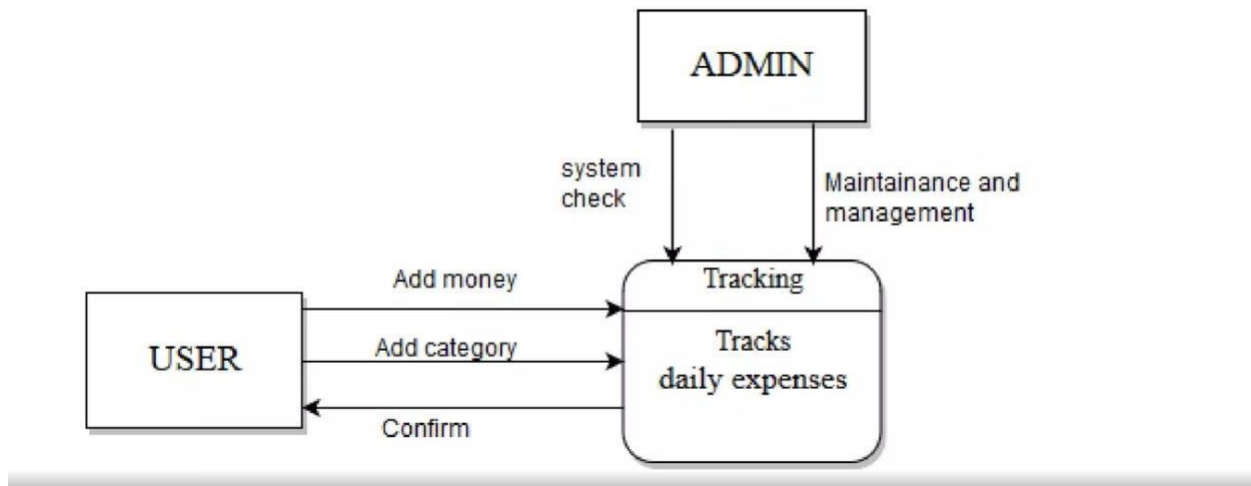 ADMIN
system
check
Maintainance and
management
Add money
Tracking
USER
Add category
Tracks
daily expenses
Confirm